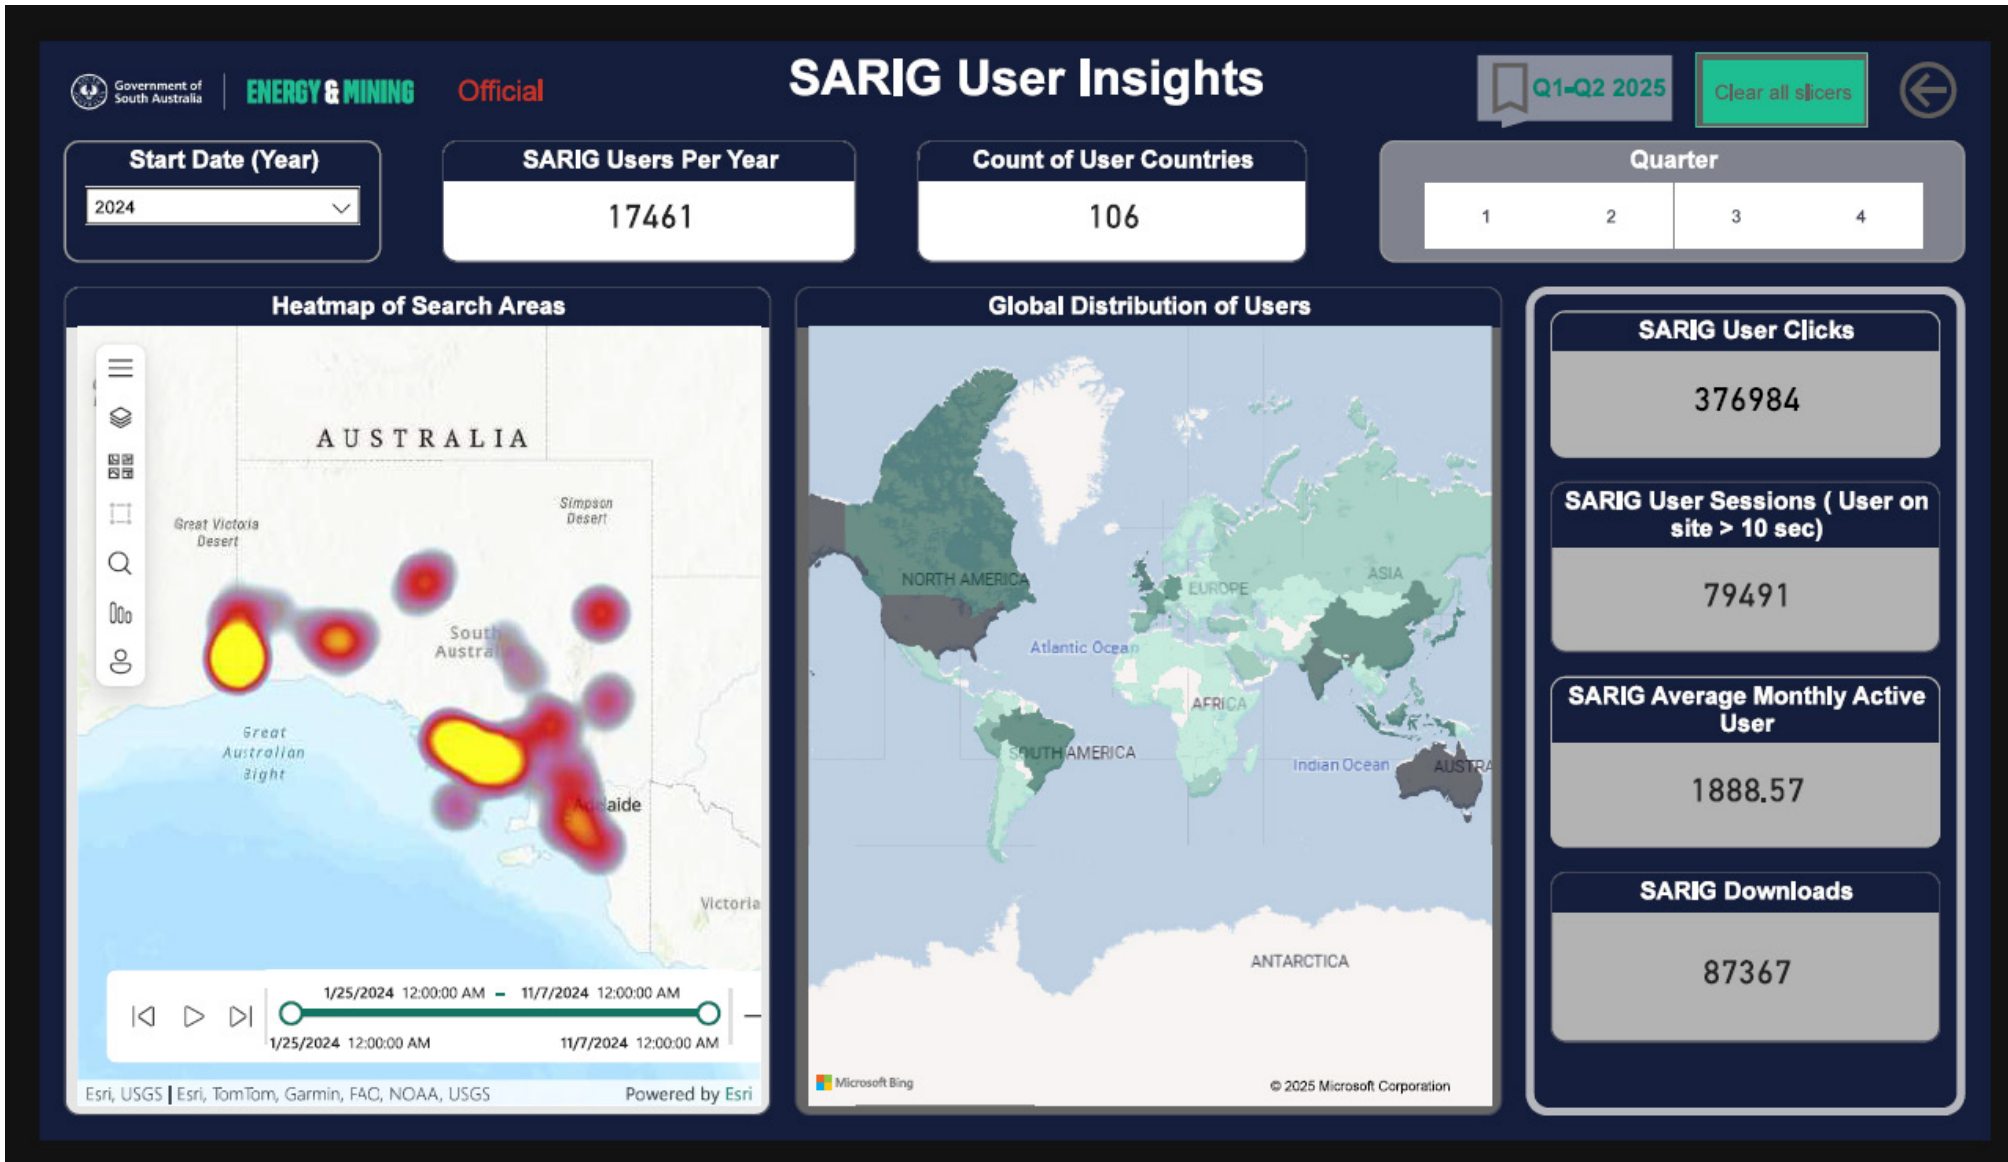 Government of
South Australia
ENERGY & MINING
Official
SARIG User Insights
Q1-Q2 2025
Clear all slicers
Start Date (Year)
2024
SARIG Users Per Year
17461
Count of User Countries
106
Quarter
1 2 3 4
Heatmap of Search Areas
AUSTRALIA
Simpson
Desert
Great Victoria
Desert
South
Austra
Great
Australian
Bight
Adelaide
Victoria
1/25/2024 12:00:00 AM – 11/7/2024 12:00:00 AM
1/25/2024 12:00:00 AM 11/7/2024 12:00:00 AM
Esri, USGS | Esri, TomTom, Garmin, FAO, NOAA, USGS Powered by Esri
Global Distribution of Users
NORTH AMERICA
EUROPE
ASIA
Atlantic Ocean
AFRICA
SOUTH AMERICA
Indian Ocean
AUSTRA
ANTARCTICA
Microsoft Bing
© 2025 Microsoft Corporation
SARIG User Clicks
376984
SARIG User Sessions ( User on
site > 10 sec)
79491
SARIG Average Monthly Active
User
1888.57
SARIG Downloads
87367